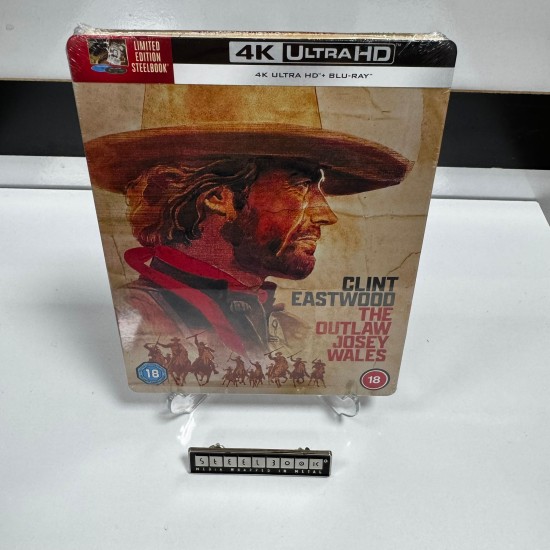 LIMITED
EDITION
STEELBOOK
4K ULTRA HD
4K ULTRA HD + BLU-RAY™
CLINT
EASTWOOD
THE
OUTLAW
JOSEY
WALES
18
18
STEELBOOK
MEDIA WRAPPED IN METAL